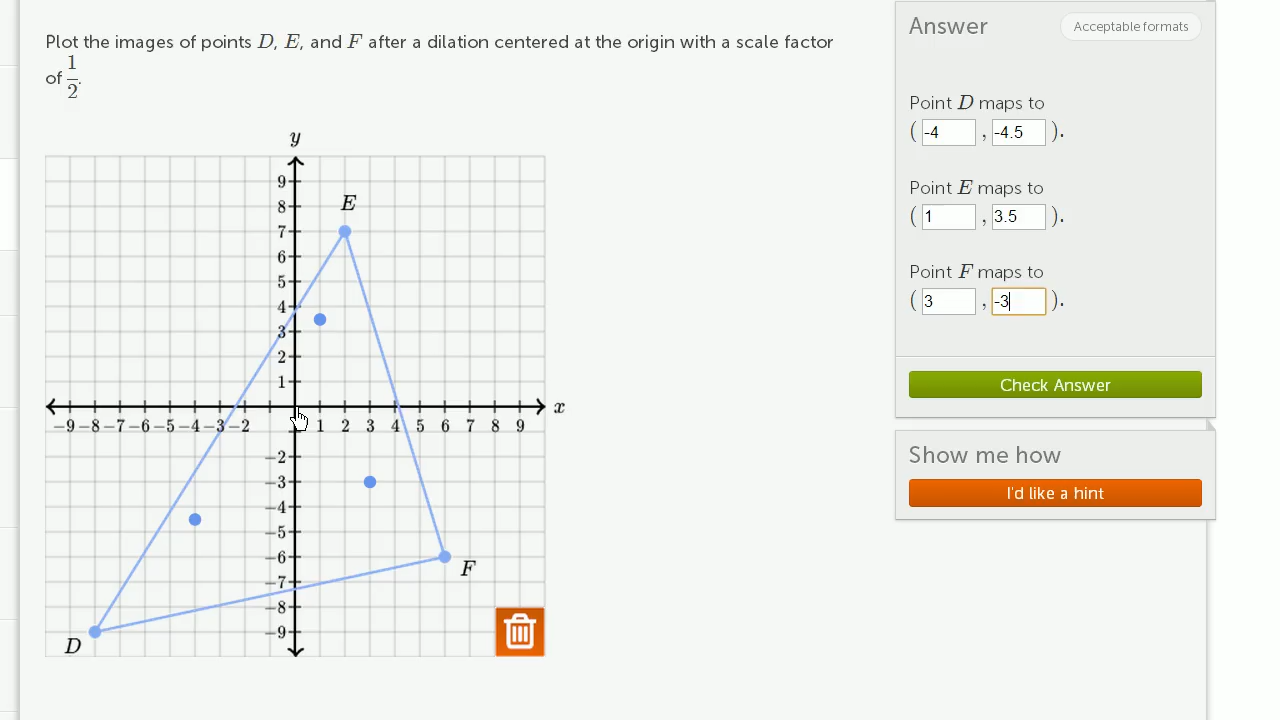 Plot the images of points D, E, and F after a dilation centered at the origin with a scale factor
of 1/2.
y
9
8
7
6
5
4
3
2
1
E
x
−9 −8 −7 −6 −5 −4 −3 −2 1 2 3 4 5 6 7 8 9
−2
−3
−4
−5
−6
−7
−8
−9
F
D
Answer
Acceptable formats
Point D maps to
( -4 , -4.5 ).
Point E maps to
( 1 , 3.5 ).
Point F maps to
( 3 , -3 ).
Check Answer
Show me how
I'd like a hint